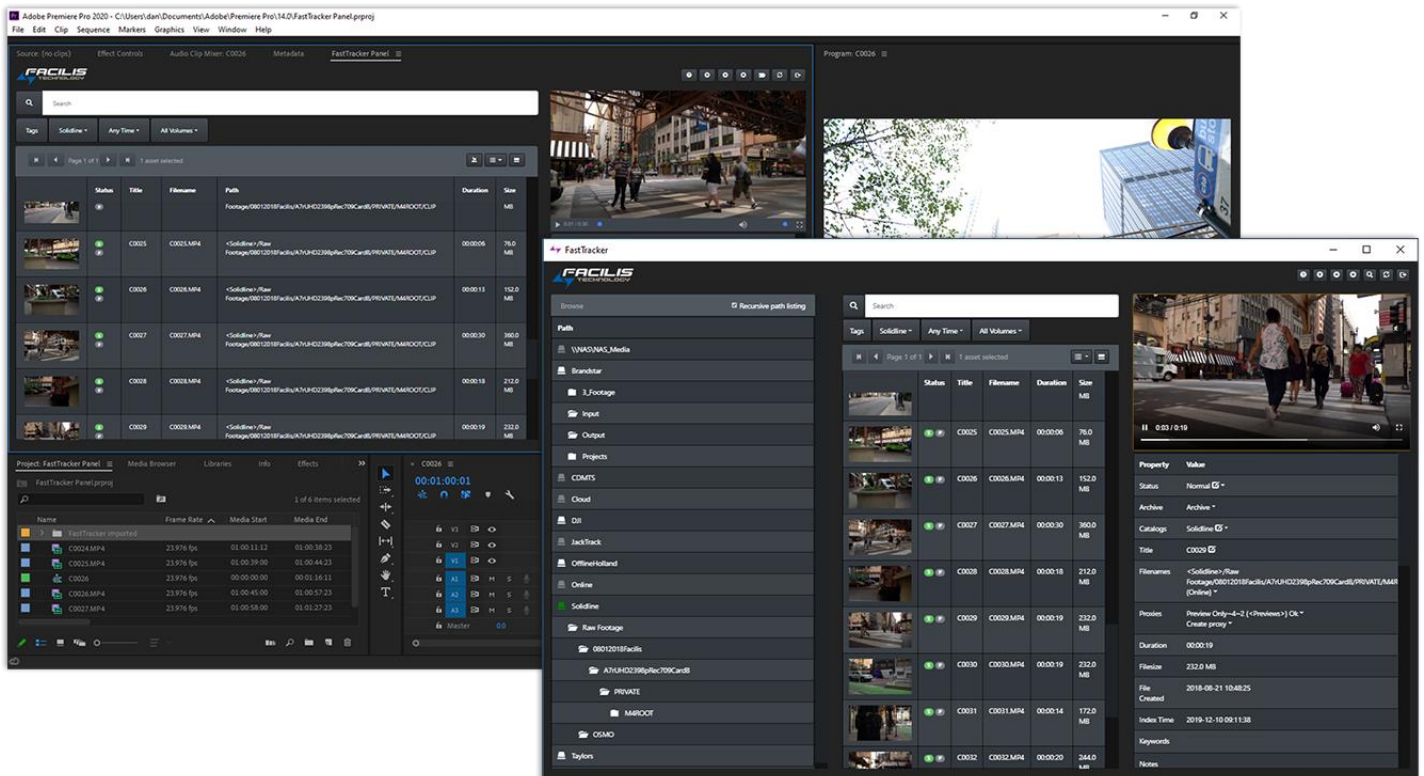 Adobe Premiere Pro 2020 - C:\Users\dan\Documents\Adobe\Premiere Pro\14.0\FastTracker Panel.prproj
File Edit Clip Sequence Markers Graphics View Window Help
Source: (no clips) Effect Controls Audio Clip Mixer: C0026 Metadata FastTracker Panel
Program: C0026
FACILIS
TECHNOLOGY
Search
Tags Solidline Any Time All Volumes
Page 1 of 1 1 asset selected
Status Title Filename Path Duration Size
Footage/08012018Facilis/A7rUHD2398pRec709CardB/PRIVATE/M4ROOT/CLIP MB
C0025 C0025.MP4 <Solidline>/Raw
Footage/08012018Facilis/A7rUHD2398pRec709CardB/PRIVATE/M4ROOT/CLIP 00:00:06 76.0
MB
C0026 C0026.MP4 <Solidline>/Raw
Footage/08012018Facilis/A7rUHD2398pRec709CardB/PRIVATE/M4ROOT/CLIP 00:00:13 152.0
MB
C0027 C0027.MP4 <Solidline>/Raw
Footage/08012018Facilis/A7rUHD2398pRec709CardB/PRIVATE/M4ROOT/CLIP 00:00:30 360.0
MB
C0028 C0028.MP4 <Solidline>/Raw
Footage/08012018Facilis/A7rUHD2398pRec709CardB/PRIVATE/M4ROOT/CLIP 00:00:18 212.0
MB
C0029 C0029.MP4 <Solidline>/Raw
Footage/08012018Facilis/A7rUHD2398pRec709CardB/PRIVATE/M4ROOT/CLIP 00:00:19 232.0
MB
Project: FastTracker Panel Media Browser Libraries Info Effects
FastTracker Panel.prproj
1 of 6 items selected
Name Frame Rate Media Start Media End
FastTracker Imported
C0024.MP4 23.976 fps 01:00:11:12 01:00:38:23
C0025.MP4 23.976 fps 01:00:39:00 01:00:44:23
C0026 23.976 fps 00:00:00:00 00:01:16:11
C0026.MP4 23.976 fps 01:00:45:00 01:00:57:23
C0027.MP4 23.976 fps 01:00:58:00 01:01:27:23
C0026
00:01:00:01
V3
V2
V1 V1
A1 A1 M S
A2 A2 M S
A3 A3 M S
Master 0.0
FastTracker
FACILIS
TECHNOLOGY
Browse Recursive path listing
Path
\\NAS\NAS_Media
Brandstar
3_Footage
Input
Output
Projects
CDMTS
Cloud
DJI
JackTrack
OfflineHolland
Online
Solidline
Raw Footage
08012018Facilis
A7rUHD2398pRec709CardB
PRIVATE
M4ROOT
OSMO
Taylors
Search
Tags Solidline Any Time All Volumes
Page 1 of 1 1 asset selected
Status Title Filename Duration Size
MB
C0025 C0025.MP4 00:00:06 76.0
MB
C0026 C0026.MP4 00:00:13 152.0
MB
C0027 C0027.MP4 00:00:30 360.0
MB
C0028 C0028.MP4 00:00:18 212.0
MB
C0029 C0029.MP4 00:00:19 232.0
MB
C0030 C0030.MP4 00:00:19 232.0
MB
C0031 C0031.MP4 00:00:14 172.0
MB
C0032 C0032.MP4 00:00:20 244.0
MB
0:03 / 0:19
Property Value
Status Normal
Archive Archive
Catalogs Solidline
Title C0029
Filenames <Solidline>/Raw
Footage/08012018Facilis/A7rUHD2398pRec709CardB/PRIVATE/M4R
(Online)
Proxies Preview Only~4~2 (<Previews>) Ok
Create proxy
Duration 00:00:19
Filesize 232.0 MB
File
Created 2018-08-21 10:48:25
Index Time 2019-12-10 09:11:38
Keywords
Notes